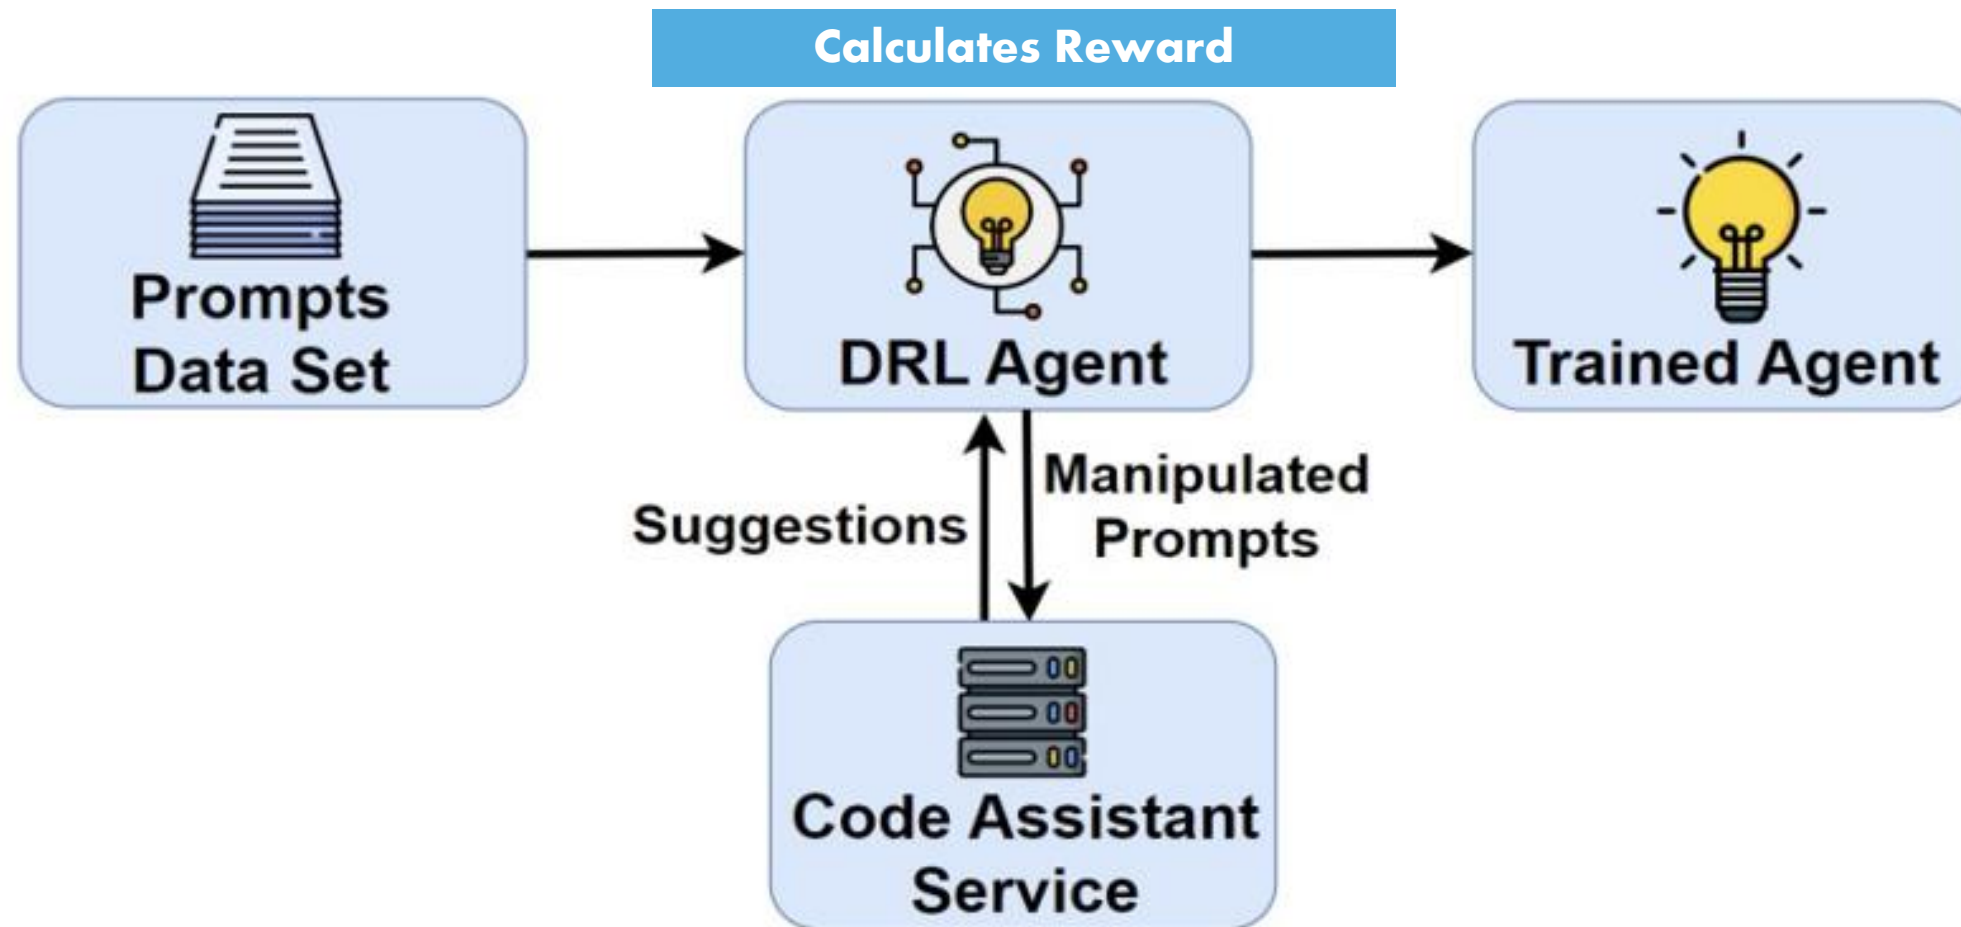 Calculates Reward
Prompts
Data Set
DRL Agent
Trained Agent
Suggestions
Manipulated
Prompts
Code Assistant
Service